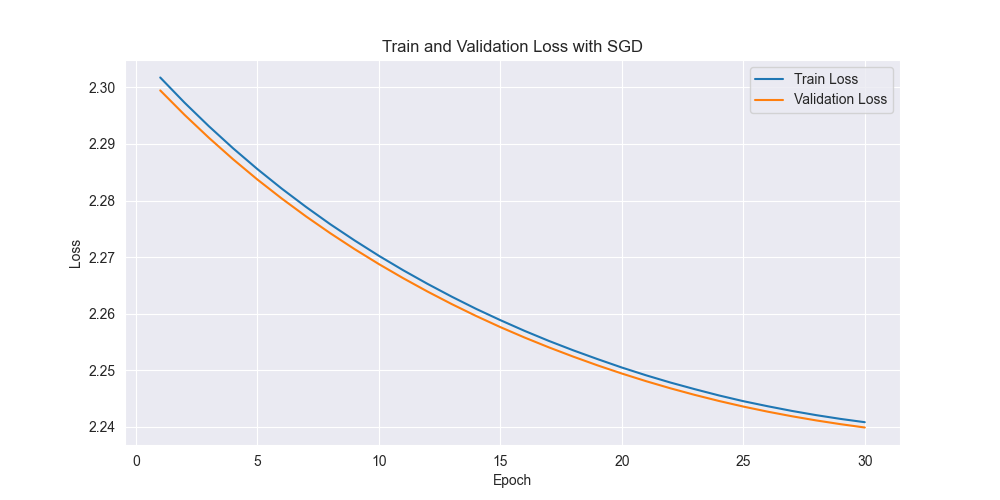 Train and Validation Loss with SGD
Train Loss
Validation Loss
2.30
2.29
2.28
2.27
2.26
2.25
2.24
Loss
0 5 10 15 20 25 30
Epoch